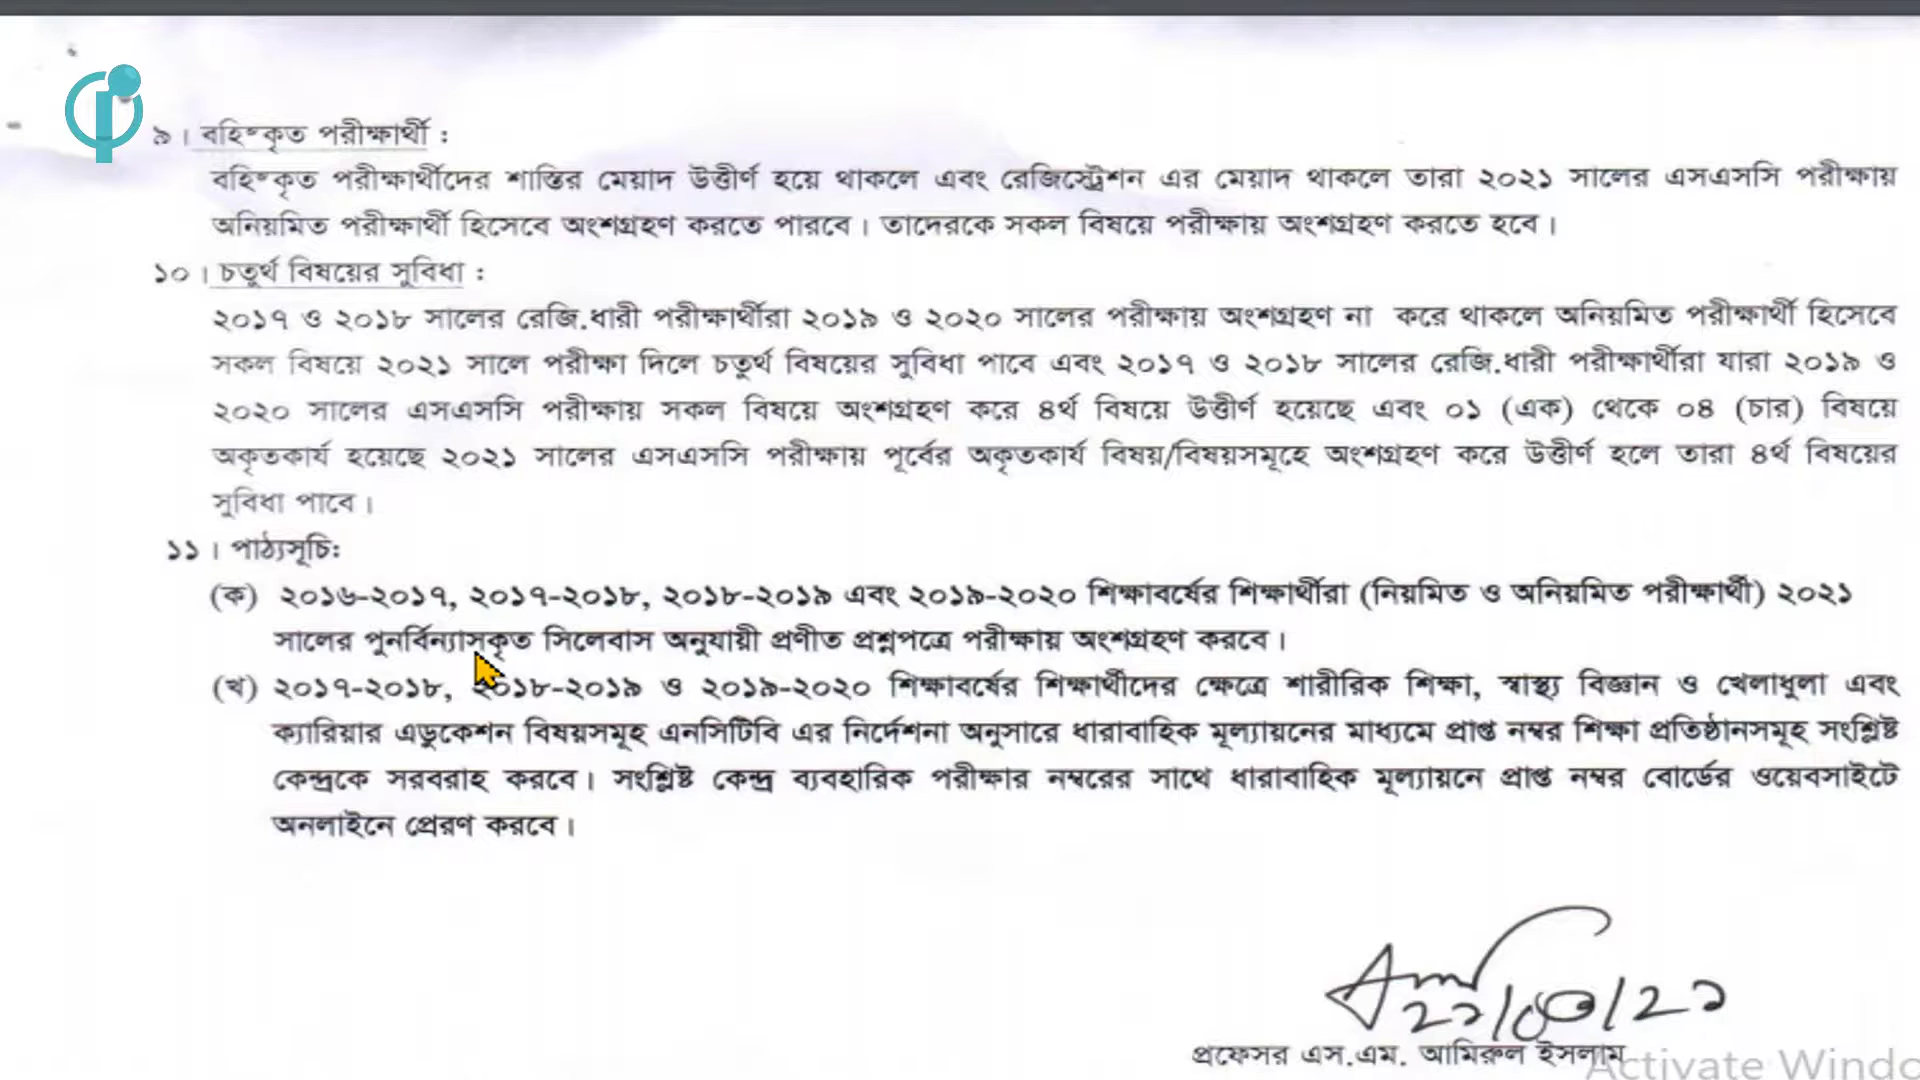 ৯। বহিষ্কৃত পরীক্ষার্থী :
বহিষ্কৃত পরীক্ষার্থীদের শাস্তির মেয়াদ উত্তীর্ণ হয়ে থাকলে এবং রেজিস্ট্রেশন এর মেয়াদ থাকলে তারা ২০২১ সালের এসএসসি পরীক্ষায়
অনিয়মিত পরীক্ষার্থী হিসেবে অংশগ্রহণ করতে পারবে। তাদেরকে সকল বিষয়ে পরীক্ষায় অংশগ্রহণ করতে হবে।
১০। চতুর্থ বিষয়ের সুবিধা :
২০১৭ ও ২০১৮ সালের রেজি.ধারী পরীক্ষার্থীরা ২০১৯ ও ২০২০ সালের পরীক্ষায় অংশগ্রহণ না করে থাকলে অনিয়মিত পরীক্ষার্থী হিসেবে
সকল বিষয়ে ২০২১ সালে পরীক্ষা দিলে চতুর্থ বিষয়ের সুবিধা পাবে এবং ২০১৭ ও ২০১৮ সালের রেজি.ধারী পরীক্ষার্থীরা যারা ২০১৯ ও
২০২০ সালের এসএসসি পরীক্ষায় সকল বিষয়ে অংশগ্রহণ করে ৪র্থ বিষয়ে উত্তীর্ণ হয়েছে এবং ০১ (এক) থেকে ০৪ (চার) বিষয়ে
অকৃতকার্য হয়েছে ২০২১ সালের এসএসসি পরীক্ষায় পূর্বের অকৃতকার্য বিষয়/বিষয়সমূহে অংশগ্রহণ করে উত্তীর্ণ হলে তারা ৪র্থ বিষয়ের
সুবিধা পাবে।
১১। পাঠ্যসূচি:
(ক) ২০১৬-২০১৭, ২০১৭-২০১৮, ২০১৮-২০১৯ এবং ২০১৯-২০২০ শিক্ষাবর্ষের শিক্ষার্থীরা (নিয়মিত ও অনিয়মিত পরীক্ষার্থী) ২০২১
সালের পুনর্বিন্যাসকৃত সিলেবাস অনুযায়ী প্রণীত প্রশ্নপত্রে পরীক্ষায় অংশগ্রহণ করবে।
(খ) ২০১৭-২০১৮, ২০১৮-২০১৯ ও ২০১৯-২০২০ শিক্ষাবর্ষের শিক্ষার্থীদের ক্ষেত্রে শারীরিক শিক্ষা, স্বাস্থ্য বিজ্ঞান ও খেলাধুলা এবং
ক্যারিয়ার এডুকেশন বিষয়সমূহ এনসিটিবি এর নির্দেশনা অনুসারে ধারাবাহিক মূল্যায়নের মাধ্যমে প্রাপ্ত নম্বর শিক্ষা প্রতিষ্ঠানসমূহ সংশ্লিষ্ট
কেন্দ্রকে সরবরাহ করবে। সংশ্লিষ্ট কেন্দ্র ব্যবহারিক পরীক্ষার নম্বরের সাথে ধারাবাহিক মূল্যায়নে প্রাপ্ত নম্বর বোর্ডের ওয়েবসাইটে
অনলাইনে প্রেরণ করবে।
প্রফেসর এস.এম. আমিরুল ইসলাম
Activate Windo